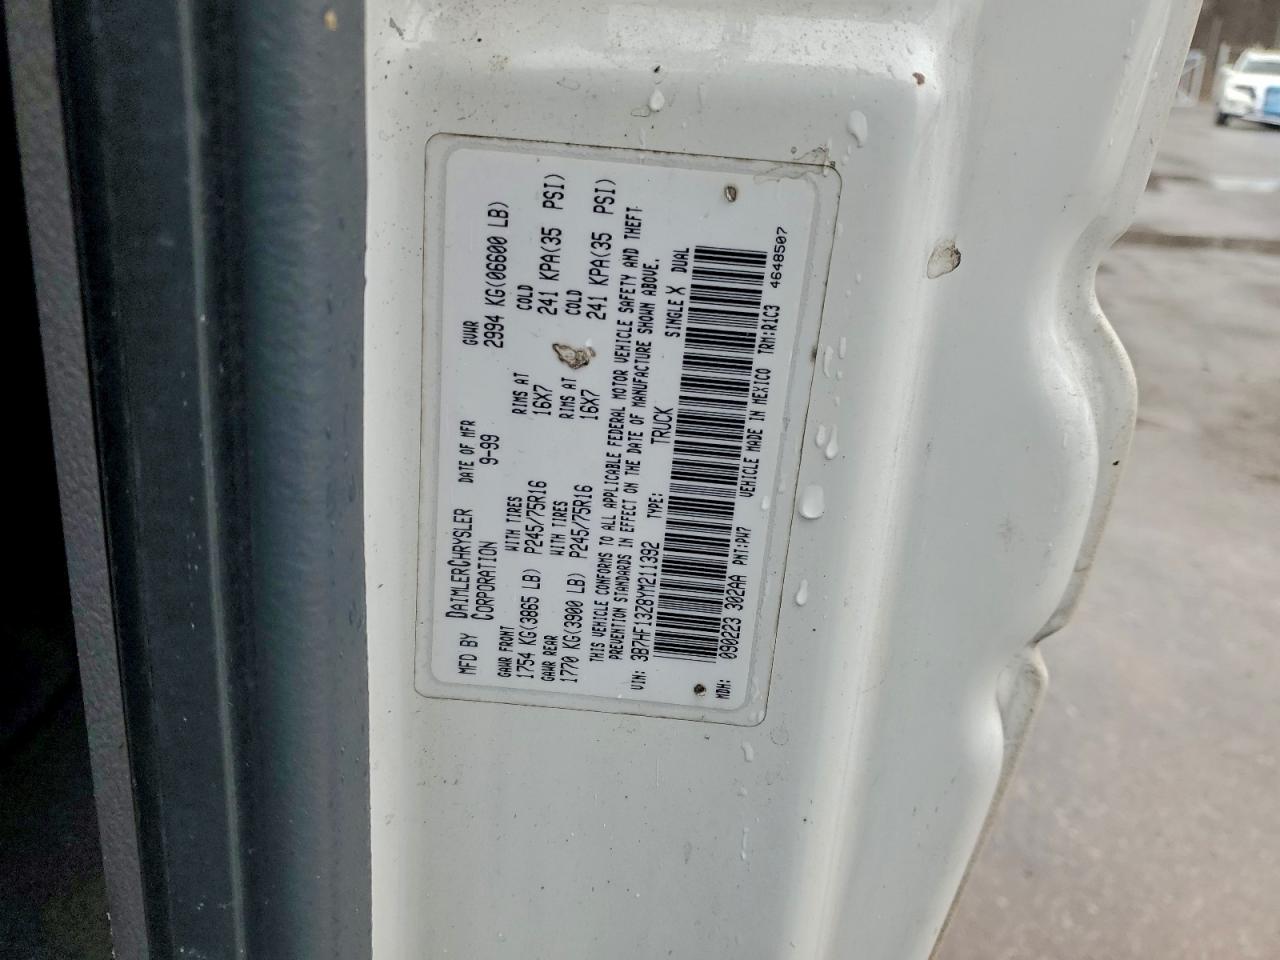 MFD BY DAIMLERCHRYSLER CORPORATION DATE OF MFR 9-99 GVWR 2994 KG(06600 LB)
GAWR FRONT WITH TIRES RIMS AT COLD
1754 KG(3865 LB) P245/75R16 16X7 241 KPA(35 PSI)
GAWR REAR WITH TIRES RIMS AT COLD
1770 KG(3900 LB) P245/75R16 16X7 241 KPA(35 PSI)
THIS VEHICLE CONFORMS TO ALL APPLICABLE FEDERAL MOTOR VEHICLE SAFETY AND THEFT
PREVENTION STANDARDS IN EFFECT ON THE DATE OF MANUFACTURE SHOWN ABOVE.
VIN: 3B7HF13Z8YM211392 TYPE: TRUCK SINGLE X DUAL
MDH: 090223 302AA PNT:PW7 VEHICLE MADE IN MEXICO TRM:R1C3 4648507